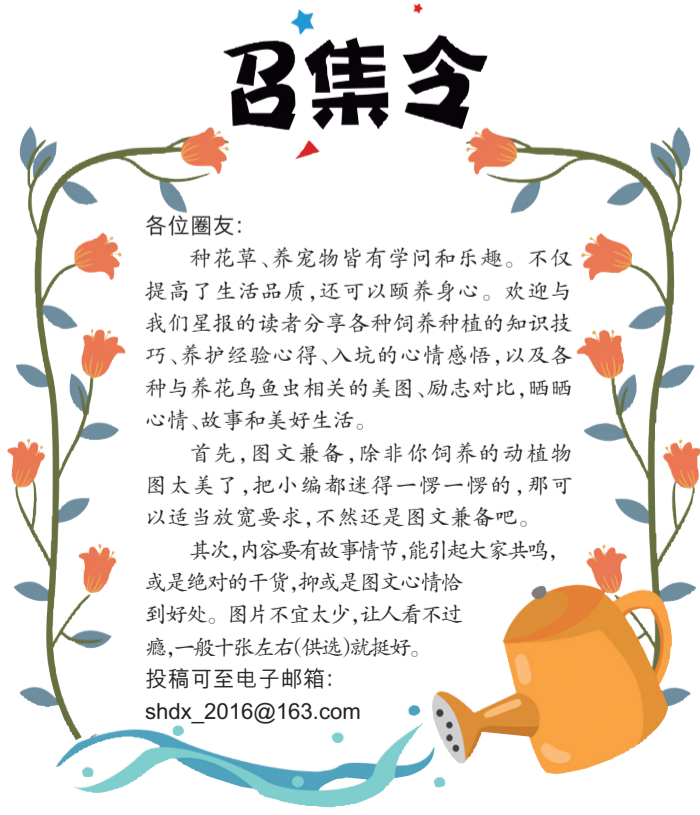 召集令
各位圈友:
种花草、养宠物皆有学问和乐趣。不仅
提高了生活品质,还可以颐养身心。欢迎与
我们星报的读者分享各种饲养种植的知识技
巧、养护经验心得、入坑的心情感悟,以及各
种与养花鸟鱼虫相关的美图、励志对比,晒晒
心情、故事和美好生活。
首先,图文兼备,除非你饲养的动植物
图太美了,把小编都迷得一愣一愣的,那可
以适当放宽要求,不然还是图文兼备吧。
其次,内容要有故事情节,能引起大家共鸣,
或是绝对的干货,抑或是图文心情恰
到好处。图片不宜太少,让人看不过
瘾,一般十张左右(供选)就挺好。
投稿可至电子邮箱:
shdx_2016@163.com